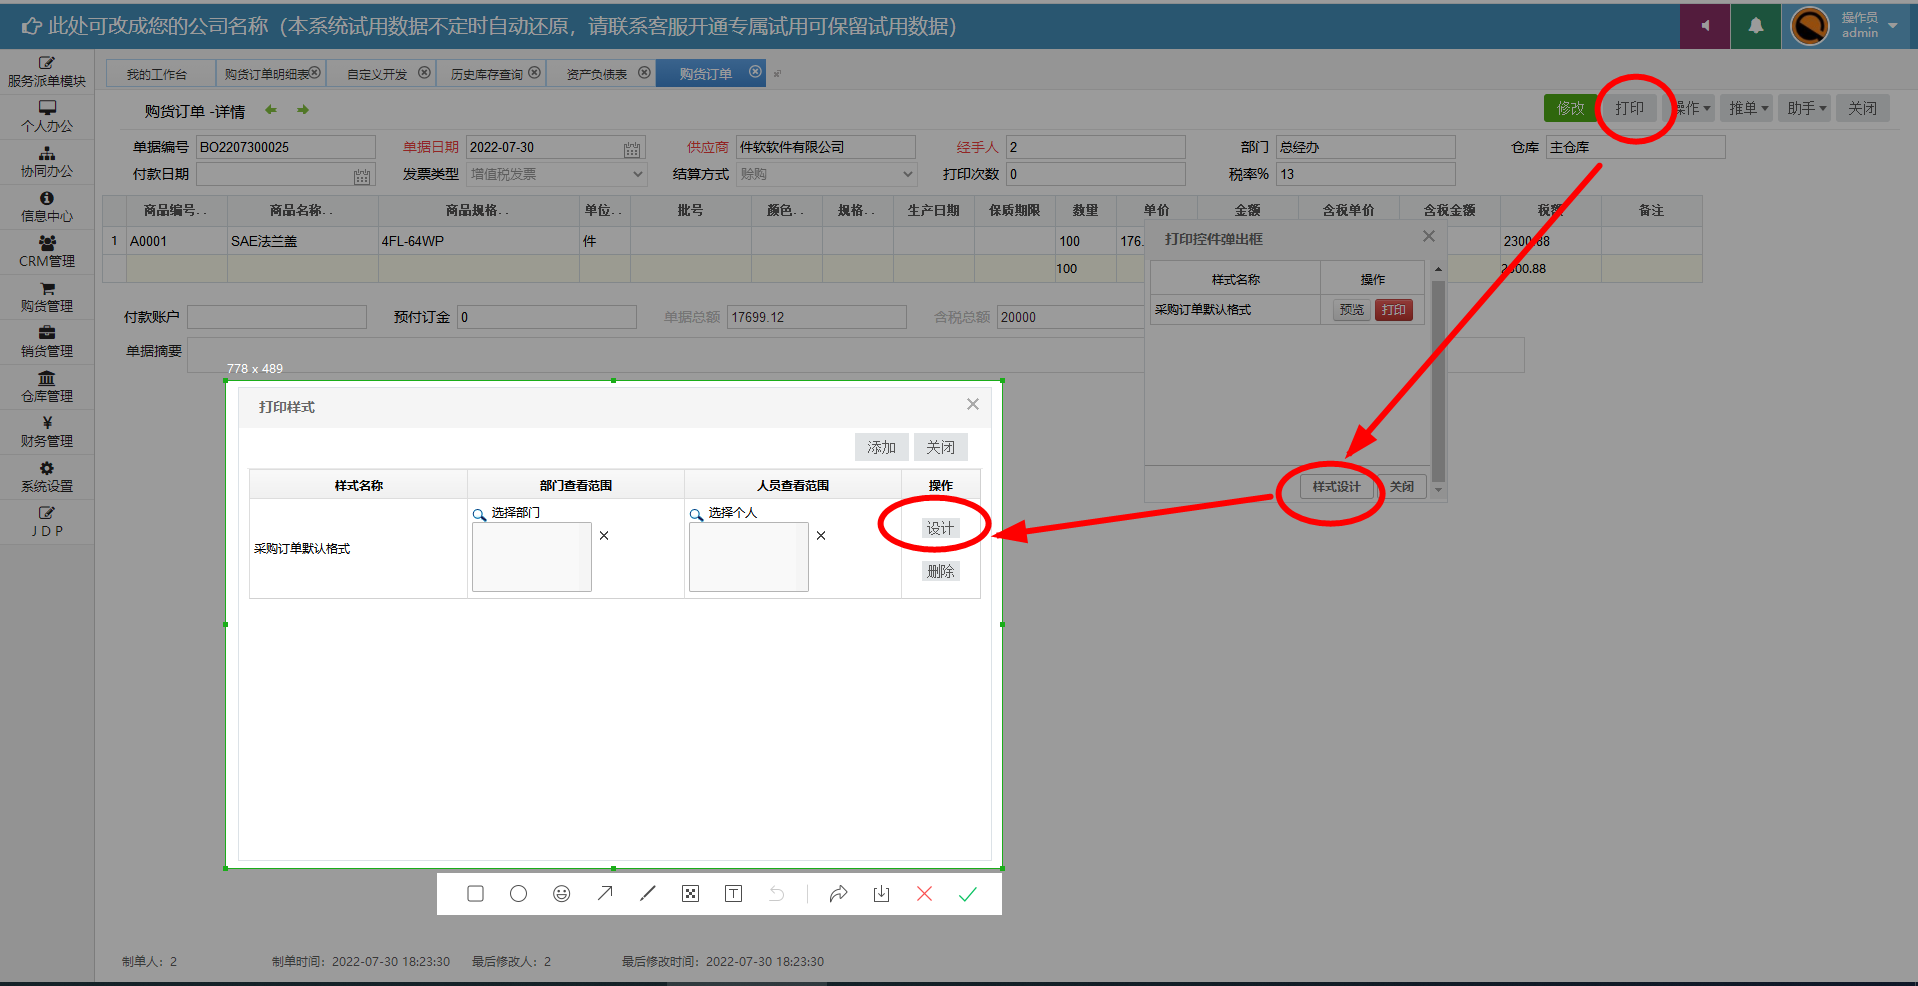 此处可改成您的公司名称（本系统试用数据不定时自动还原，请联系客服开通专属试用可保留试用数据）
操作员
admin
服务派单模块
个人办公
协同办公
信息中心
CRM管理
购货管理
销货管理
仓库管理
财务管理
系统设置
J D P
我的工作台
购货订单明细表
自定义开发
历史库存查询
资产负债表
购货订单
购货订单 -详情
修改
打印
操作
推单
助手
关闭
单据编号 BO2207300025
单据日期 2022-07-30
供应商 件软软件有限公司
经手人 2
部门 总经办
仓库 主仓库
付款日期
发票类型 增值税发票
结算方式 赊购
打印次数 0
税率% 13
商品编号. . 商品名称. . 商品规格. . 单位. . 批号 颜色. . 规格. . 生产日期 保质期限 数量 单价 金额 含税单价 含税金额 税额 备注
1 A0001 SAE法兰盖 4FL-64WP 件 100 176. 2300.88
100 2300.88
付款账户
预付订金 0
单据总额 17699.12
含税总额 20000
单据摘要
打印控件弹出框
样式名称 操作
采购订单默认格式 预览 打印
样式设计 关闭
778 x 489
打印样式
添加 关闭
样式名称 部门查看范围 人员查看范围 操作
选择部门 选择个人
采购订单默认格式
设计
删除
制单人：2
制单时间：2022-07-30 18:23:30
最后修改人：2
最后修改时间：2022-07-30 18:23:30